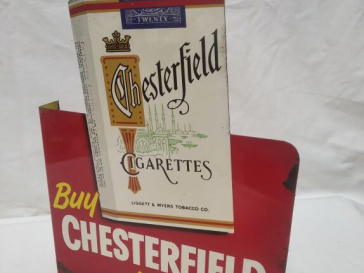 TWENTY
Chesterfield
CIGARETTES
LIGGETT & MYERS TOBACCO CO.
Buy
CHESTERFIELD